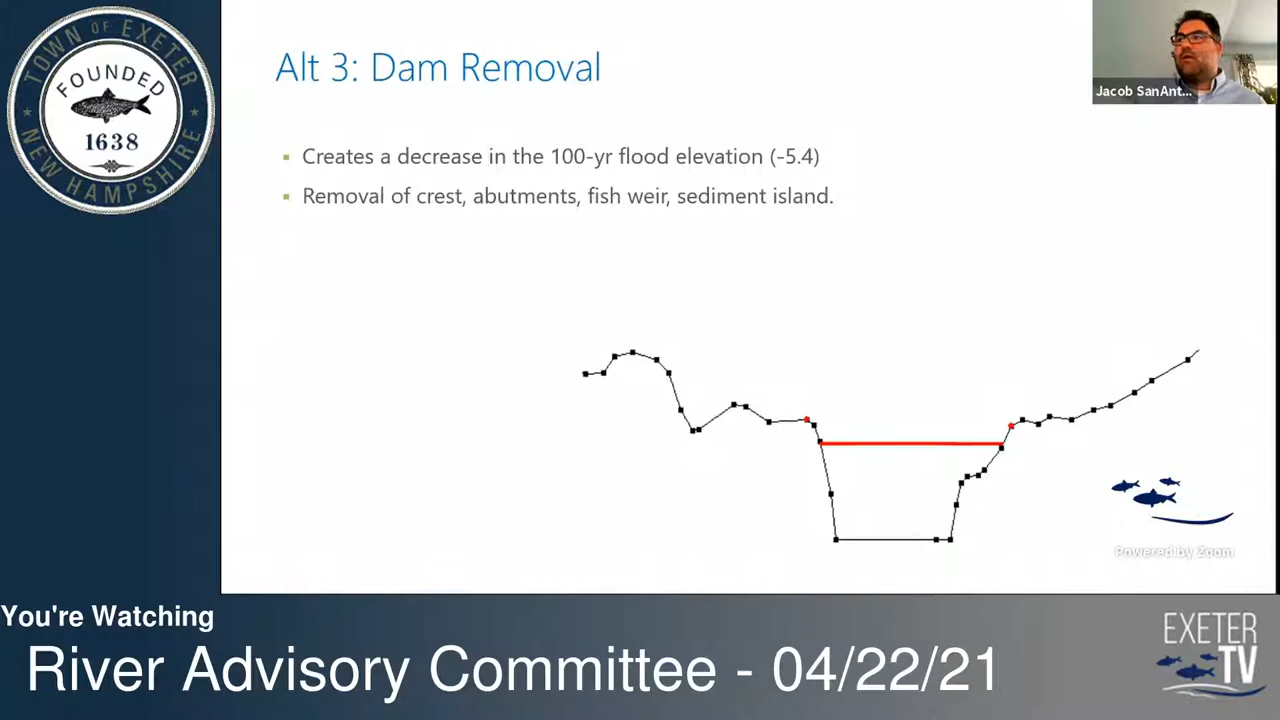 TOWN OF EXETER
FOUNDED
1638
NEW HAMPSHIRE
Alt 3: Dam Removal
Jacob SanAnt...
Creates a decrease in the 100-yr flood elevation (-5.4)
Removal of crest, abutments, fish weir, sediment island.
Powered by Zoom
You're Watching
River Advisory Committee - 04/22/21
EXETER
TV